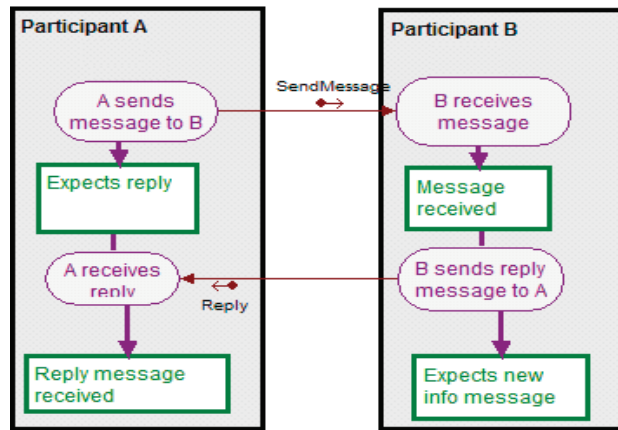 Participant A
Participant B
SendMessage
A sends
message to B
B receives
message
Expects reply
Message
received
A receives
reply
B sends reply
message to A
Reply
Reply message
received
Expects new
info message